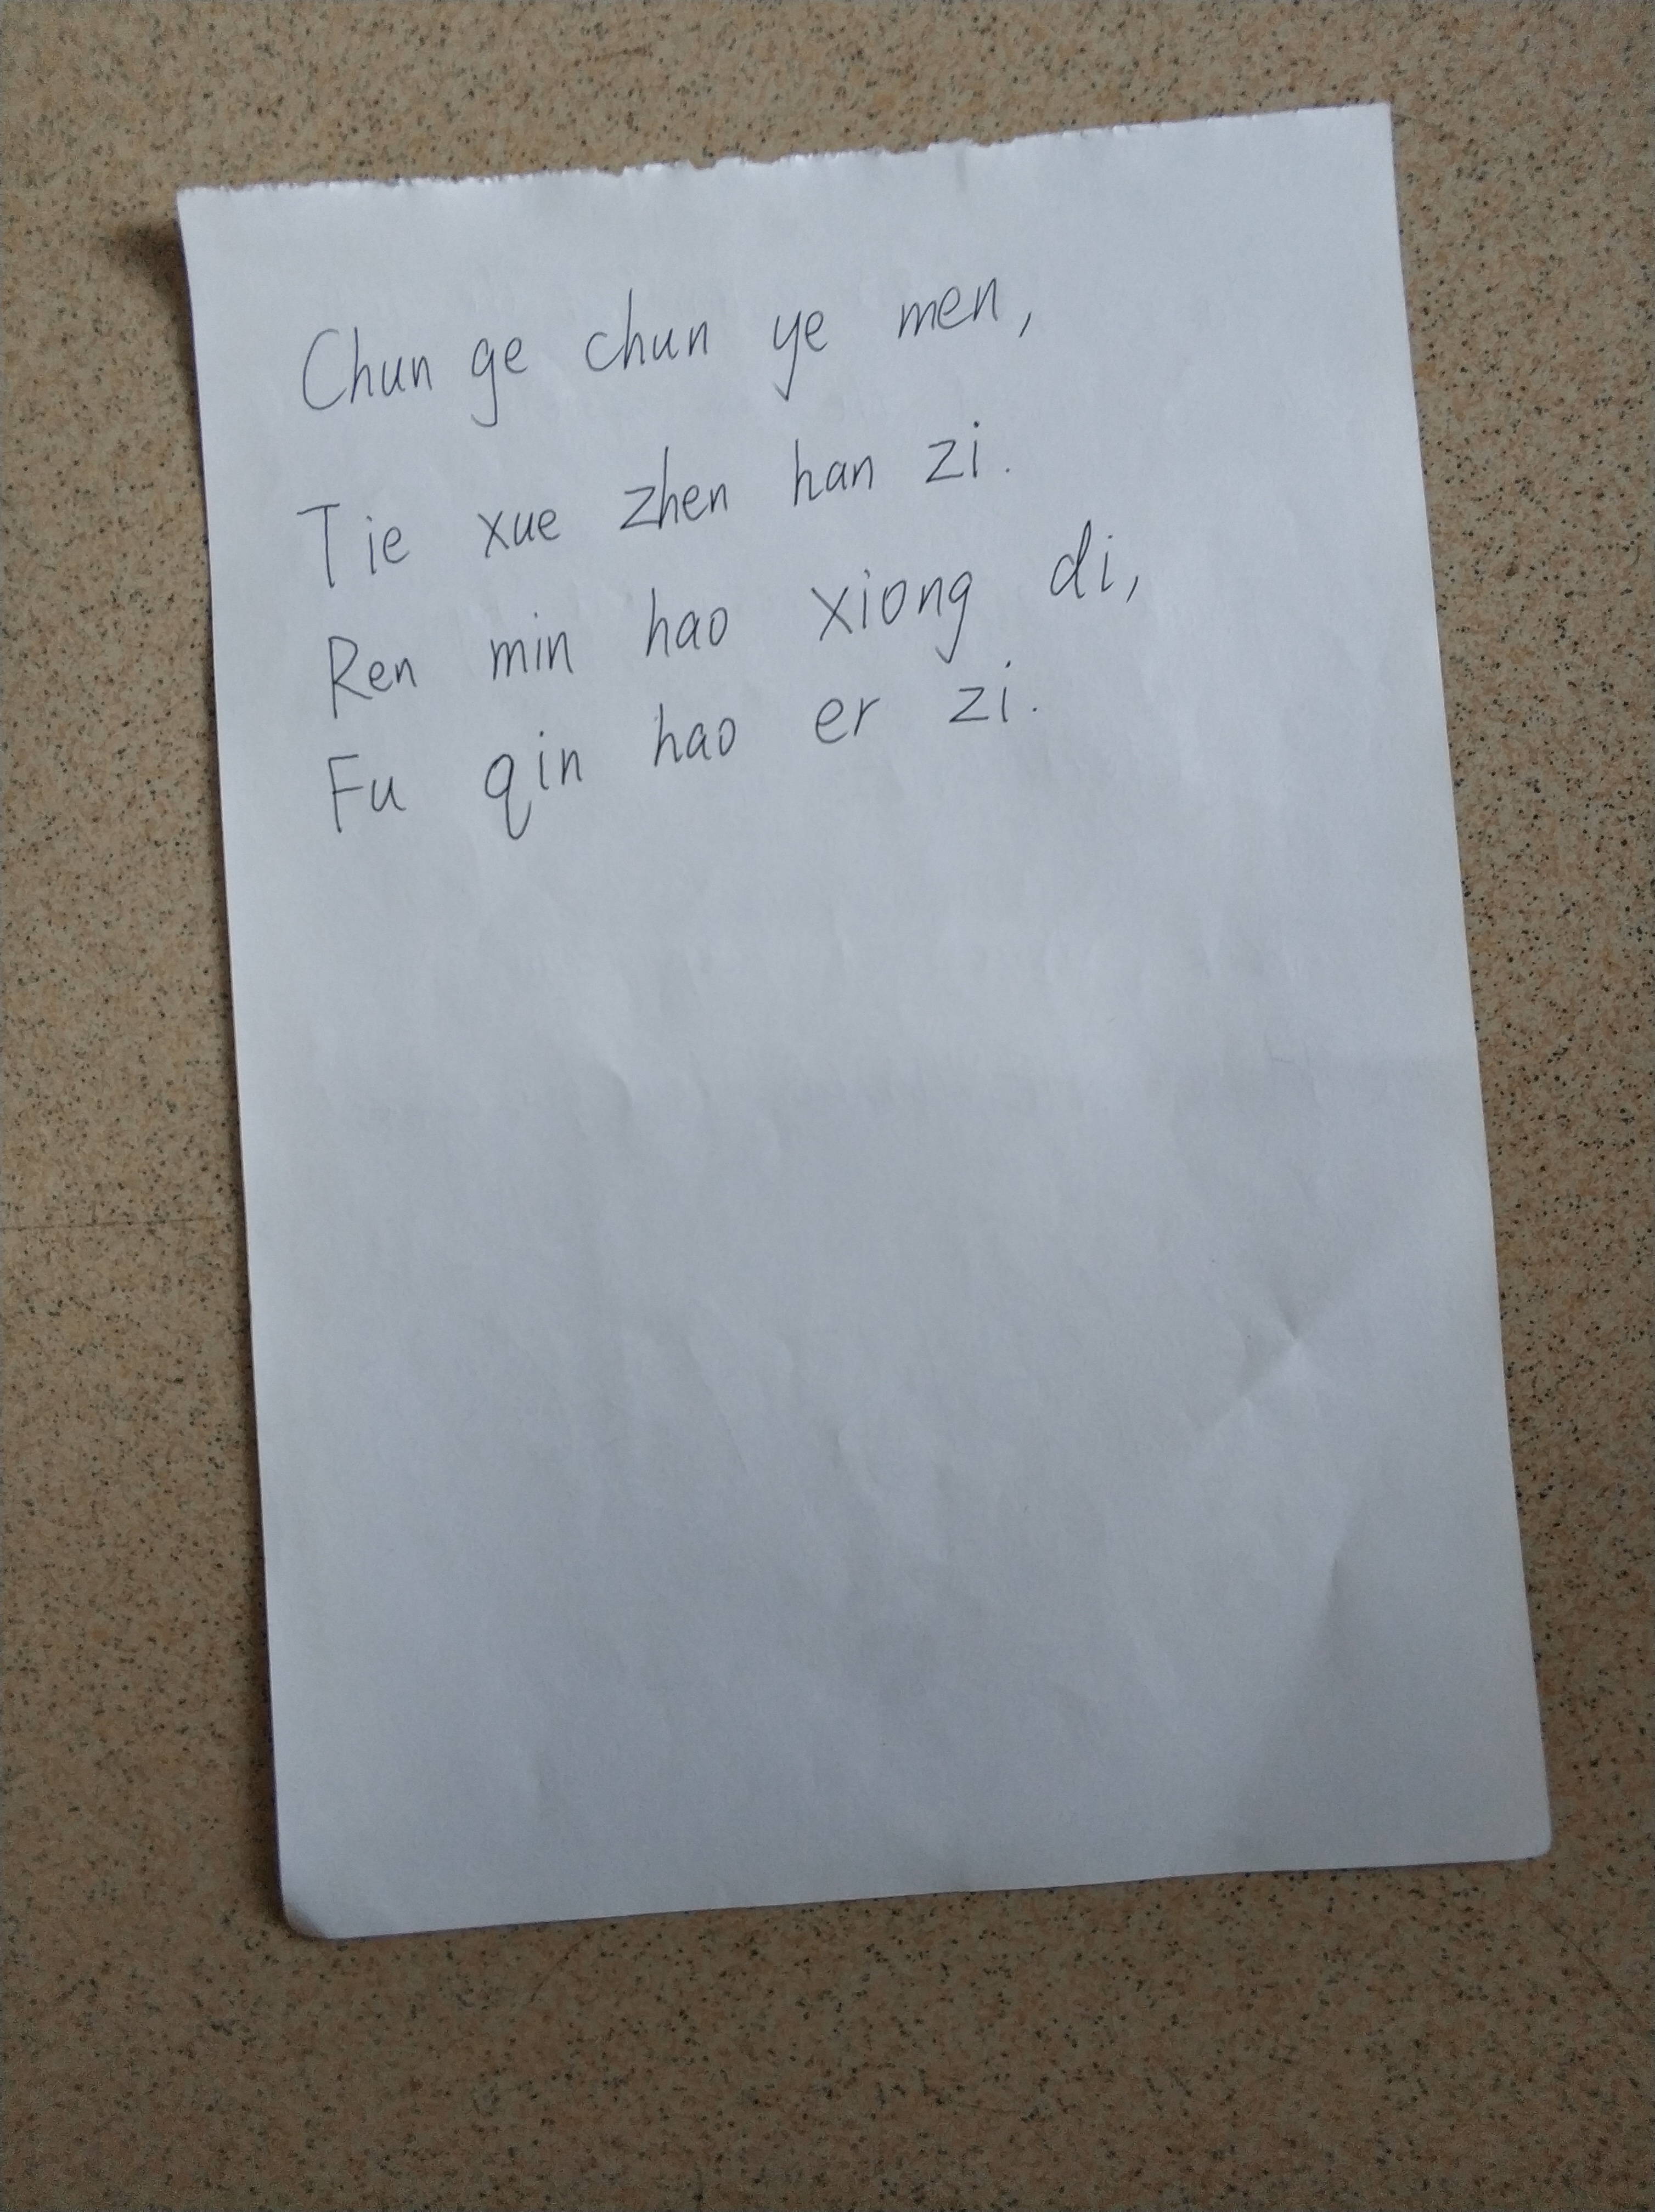 Chun ge chun ye men,
Tie xue zhen han zi.
Ren min hao xiong di,
Fu qin hao er zi.